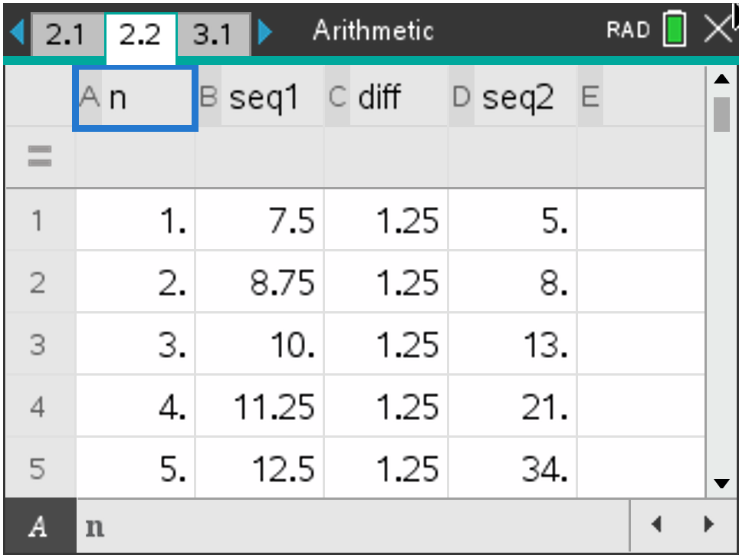 2.1 2.2 3.1 Arithmetic RAD
A n B seq1 C diff D seq2 E
=
1 1. 7.5 1.25 5.
2 2. 8.75 1.25 8.
3 3. 10. 1.25 13.
4 4. 11.25 1.25 21.
5 5. 12.5 1.25 34.
A n